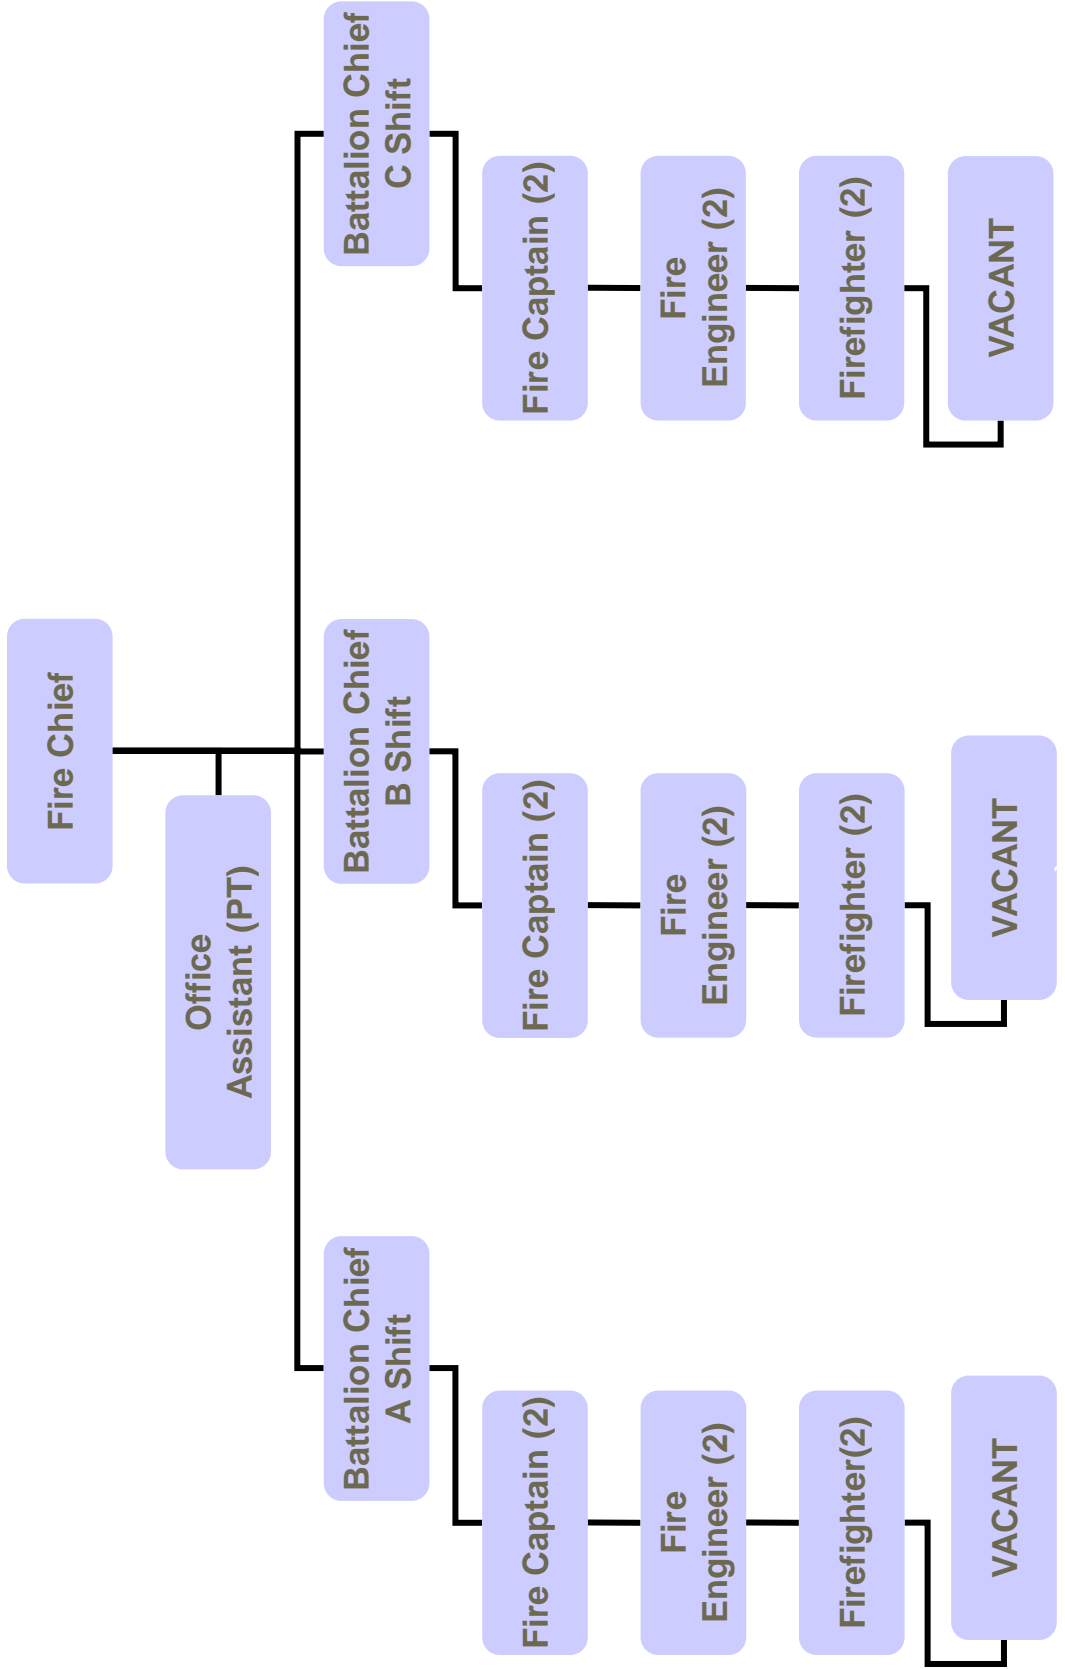 Fire Chief
Office
Assistant (PT)
Battalion Chief
A Shift
Battalion Chief
B Shift
Battalion Chief
C Shift
Fire Captain (2)
Fire Captain (2)
Fire Captain (2)
Fire
Engineer (2)
Fire
Engineer (2)
Fire
Engineer (2)
Firefighter(2)
Firefighter (2)
Firefighter (2)
VACANT
VACANT
VACANT